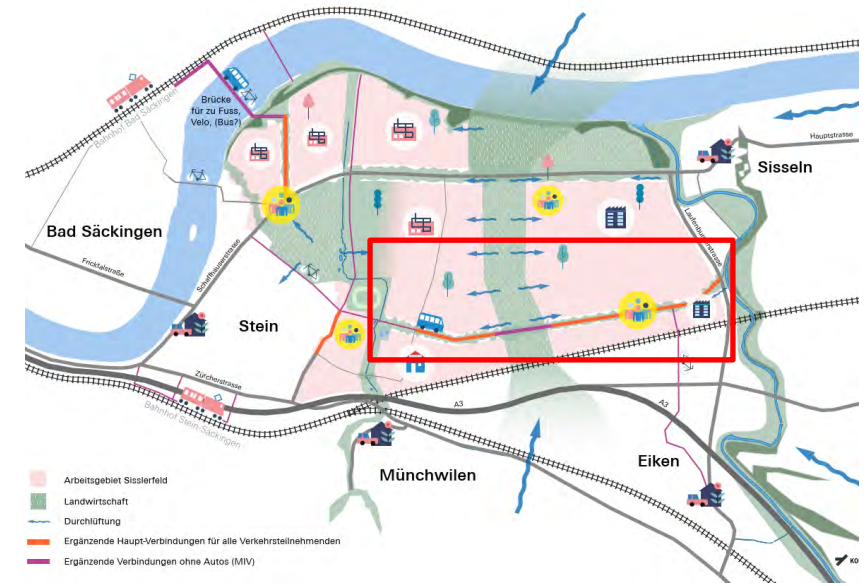 Bahnhof Bad Säckingen
Brücke
für zu Fuss,
Velo, (Bus?)
Hauptstrasse
Sisseln
Bad Säckingen
Fricktalstraße
Schaffhauserstrasse
Laufenburgerstrasse
Stein
Zürcherstrasse
Bahnhof Stein-Säckingen
A3
A3
Münchwilen
Eiken
Arbeitsgebiet Sisslerfeld
Landwirtschaft
Durchlüftung
Ergänzende Haupt-Verbindungen für alle Verkehrsteilnehmenden
Ergänzende Verbindungen ohne Autos (MIV)